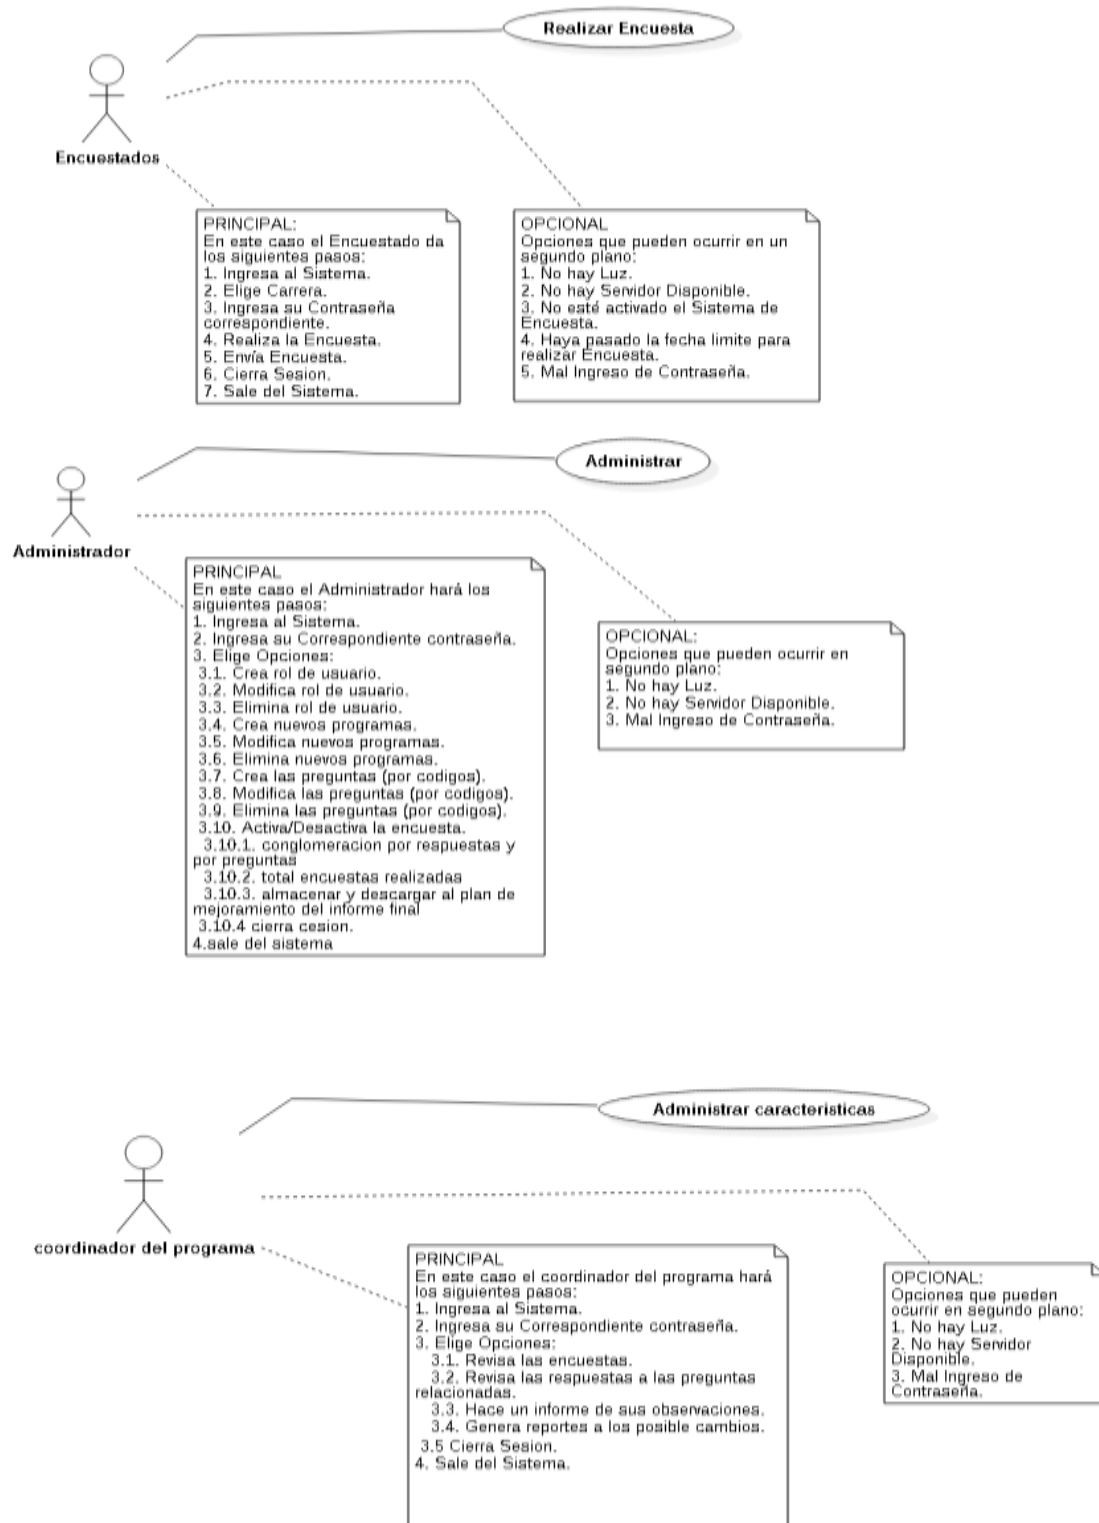 Realizar Encuesta
Encuestados
PRINCIPAL:
En este caso el Encuestado da
los siguientes pasos:
1. Ingresa al Sistema.
2. Elige Carrera.
3. Ingresa su Contraseña
correspondiente.
4. Realiza la Encuesta.
5. Envía Encuesta.
6. Cierra Sesion.
7. Sale del Sistema.
OPCIONAL
Opciones que pueden ocurrir en un
segundo plano:
1. No hay Luz.
2. No hay Servidor Disponible.
3. No esté activado el Sistema de
Encuesta.
4. Haya pasado la fecha limite para
realizar Encuesta.
5. Mal Ingreso de Contraseña.
Administrar
Administrador
PRINCIPAL
En este caso el Administrador hará los
siguientes pasos:
1. Ingresa al Sistema.
2. Ingresa su Correspondiente contraseña.
3. Elige Opciones:
3.1. Crea rol de usuario.
3.2. Modifica rol de usuario.
3.3. Elimina rol de usuario.
3.4. Crea nuevos programas.
3.5. Modifica nuevos programas.
3.6. Elimina nuevos programas.
3.7. Crea las preguntas (por codigos).
3.8. Modifica las preguntas (por codigos).
3.9. Elimina las preguntas (por codigos).
3.10. Activa/Desactiva la encuesta.
3.10.1. conglomeracion por respuestas y
por preguntas
3.10.2. total encuestas realizadas
3.10.3. almacenar y descargar al plan de
mejoramiento del informe final
3.10.4 cierra cesion.
4.sale del sistema
OPCIONAL:
Opciones que pueden ocurrir en
segundo plano:
1. No hay Luz.
2. No hay Servidor Disponible.
3. Mal Ingreso de Contraseña.
Administrar caracteristicas
coordinador del programa
PRINCIPAL
En este caso el coordinador del programa hará
los siguientes pasos:
1. Ingresa al Sistema.
2. Ingresa su Correspondiente contraseña.
3. Elige Opciones:
3.1. Revisa las encuestas.
3.2. Revisa las respuestas a las preguntas
relacionadas.
3.3. Hace un informe de sus observaciones.
3.4. Genera reportes a los posible cambios.
3.5 Cierra Sesion.
4. Sale del Sistema.
OPCIONAL:
Opciones que pueden
ocurrir en segundo plano:
1. No hay Luz.
2. No hay Servidor
Disponible.
3. Mal Ingreso de
Contraseña.